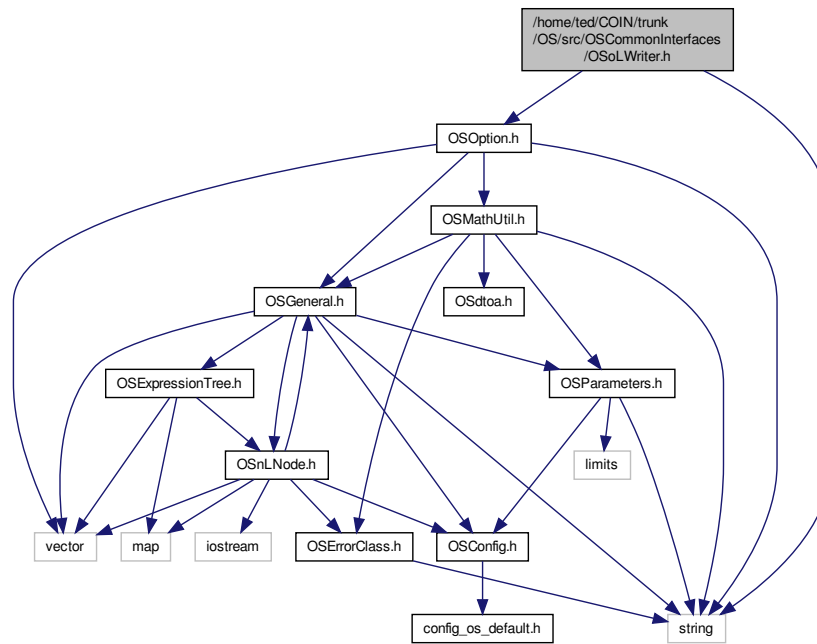 /home/ted/COIN/trunk
/OS/src/OSCommonInterfaces
/OSoLWriter.h
OSOption.h
OSMathUtil.h
OSGeneral.h
OSdtoa.h
OSExpressionTree.h
OSParameters.h
OSnLNode.h
limits
vector
map
iostream
OSErrorClass.h
OSConfig.h
config_os_default.h
string